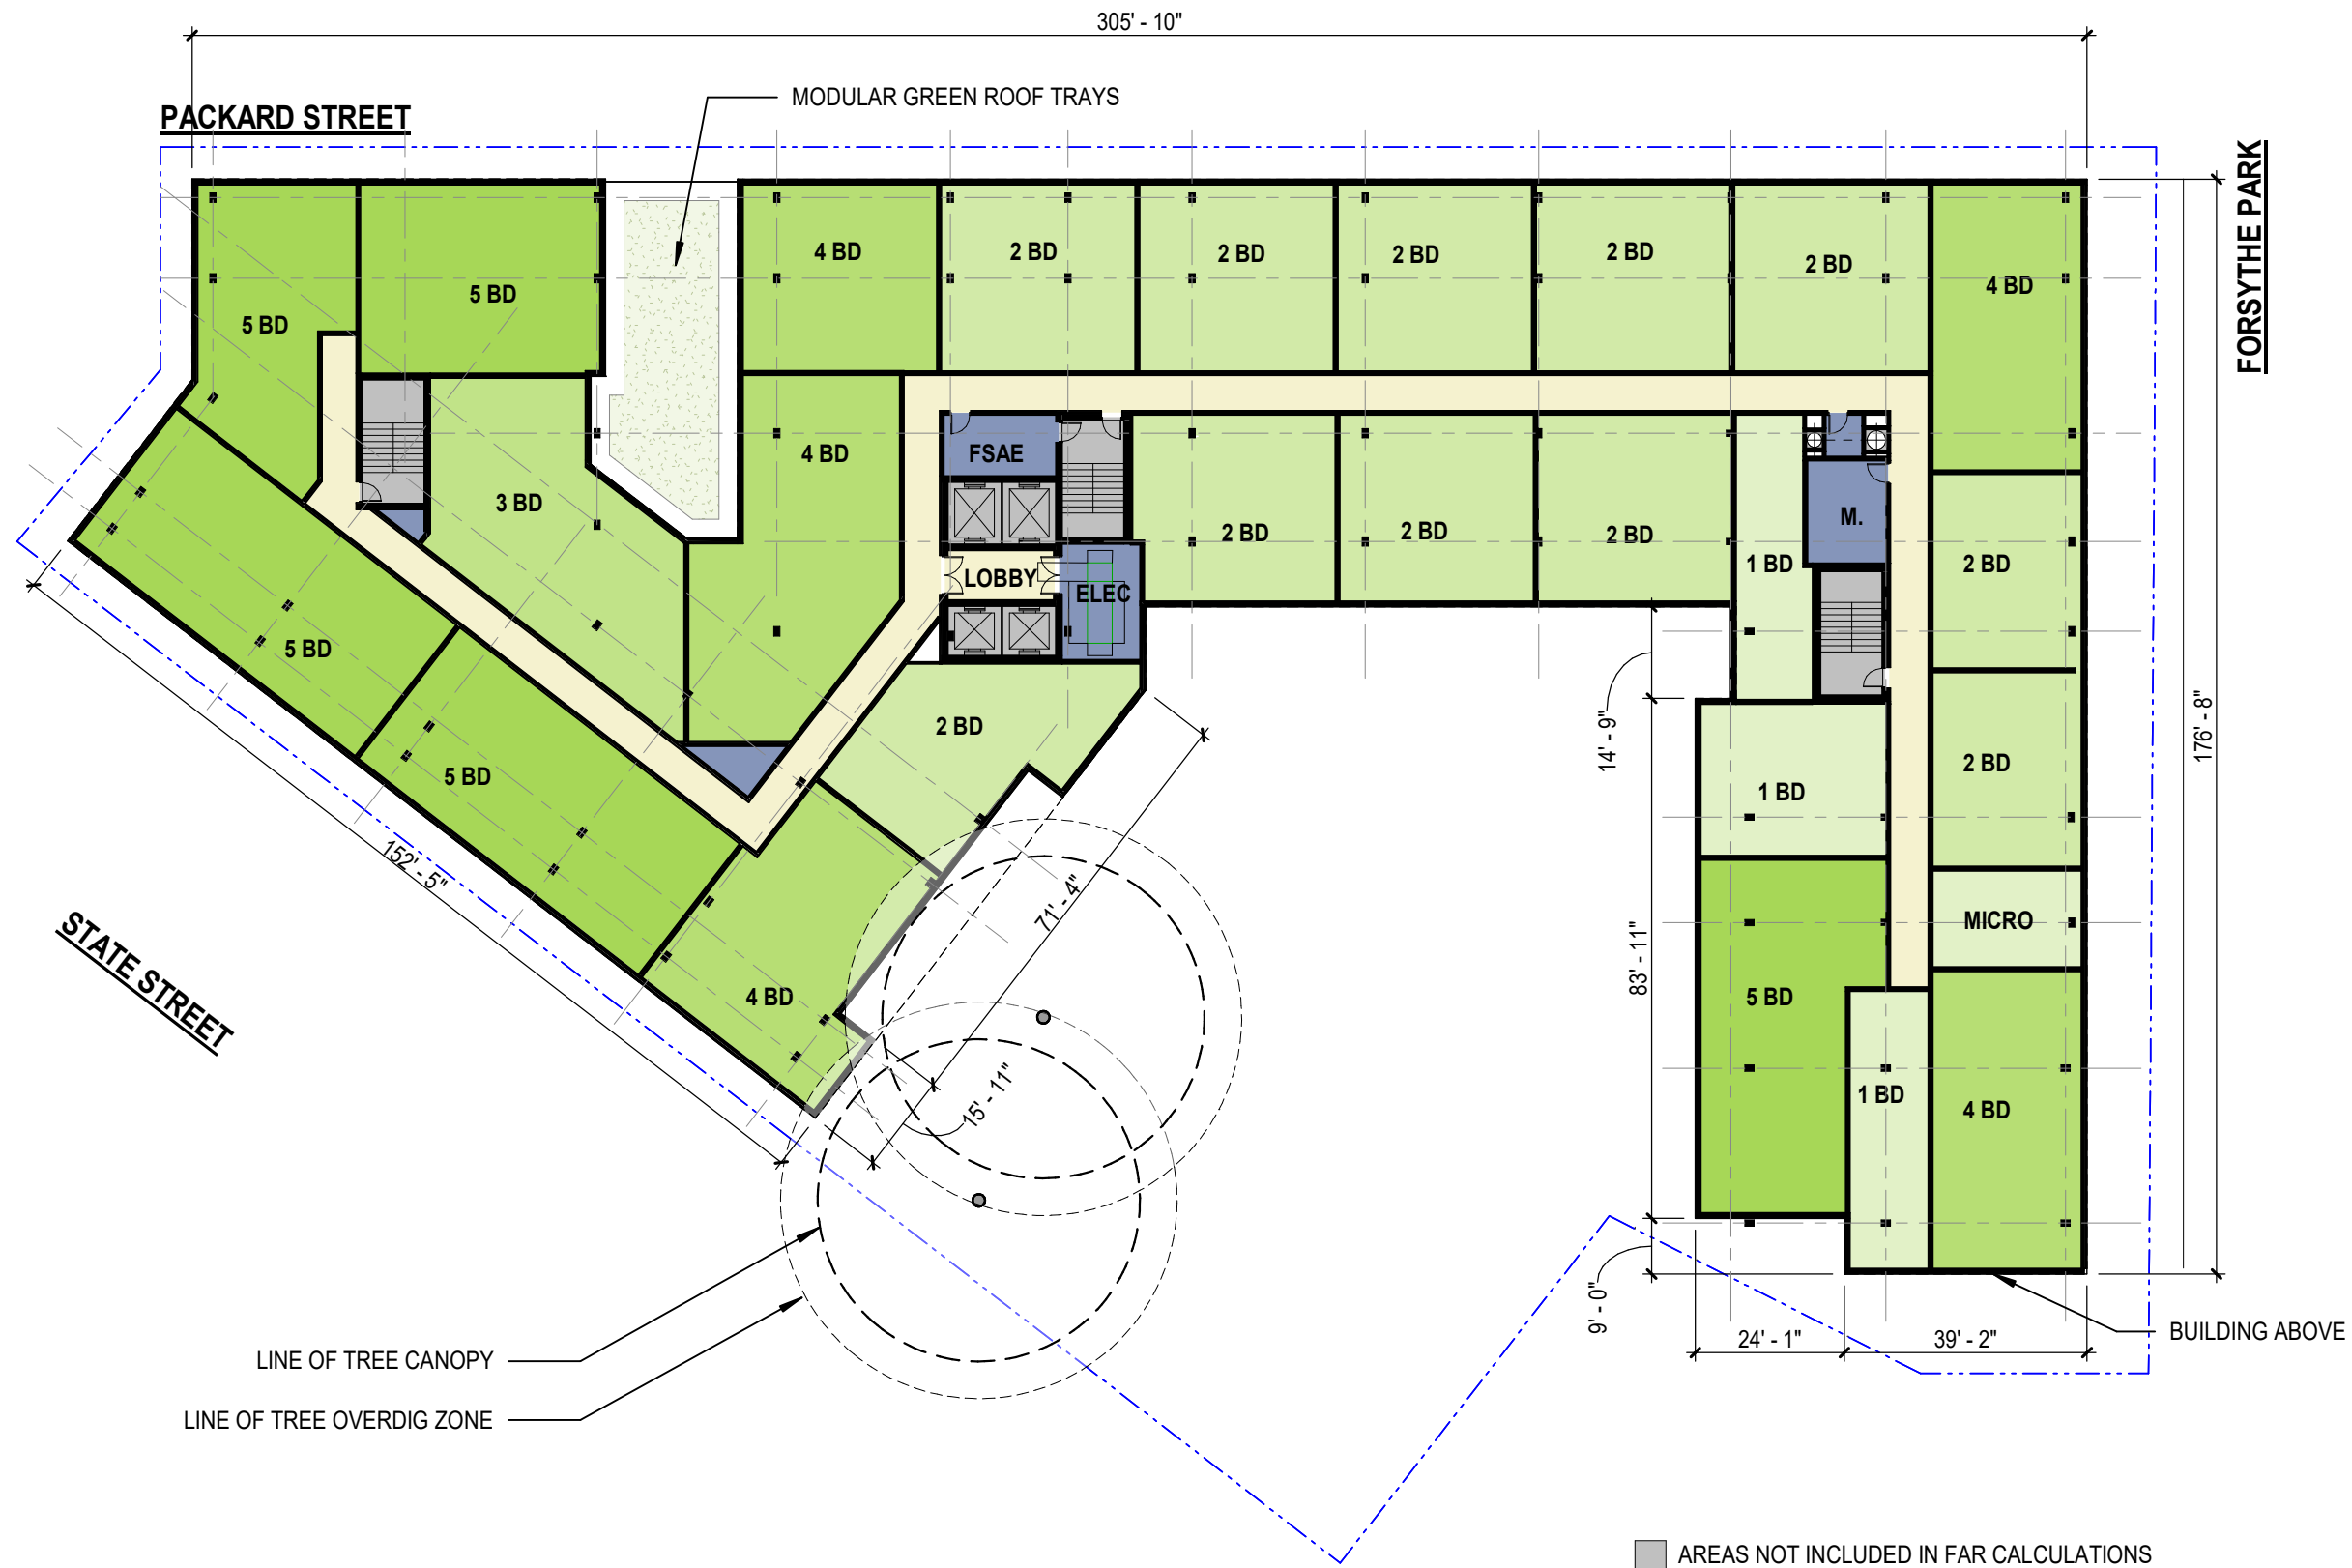 305' - 10"
MODULAR GREEN ROOF TRAYS
PACKARD STREET
FORSYTHE PARK
4 BD
2 BD
2 BD
2 BD
2 BD
2 BD
4 BD
5 BD
5 BD
4 BD
FSAE
3 BD
M.
2 BD
2 BD
2 BD
1 BD
2 BD
LOBBY
ELEC
5 BD
2 BD
14' - 9"
176' - 8"
5 BD
1 BD
2 BD
152' - 5"
71' - 4"
MICRO
STATE STREET
4 BD
83' - 11"
5 BD
1 BD
4 BD
15' - 11"
9' - 0"
24' - 1"
39' - 2"
BUILDING ABOVE
LINE OF TREE CANOPY
LINE OF TREE OVERDIG ZONE
AREAS NOT INCLUDED IN FAR CALCULATIONS